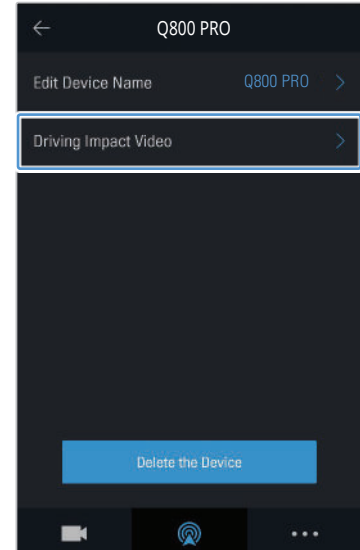 Q800 PRO
Edit Device Name Q800 PRO
Driving Impact Video
Delete the Device